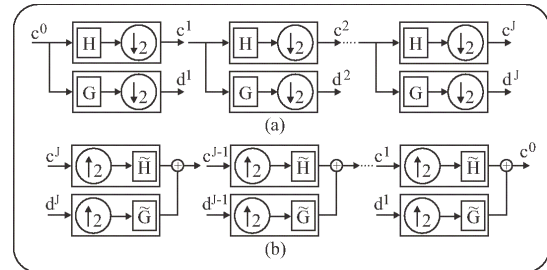 c⁰ H ↓2 c¹ H ↓2 c² H ↓2 cᴶ
G ↓2 d¹ G ↓2 d² G ↓2 dᴶ
(a)
cᴶ ↑2 H̃ + cᴶ⁻¹ ↑2 H̃ + c¹ ↑2 H̃ + c⁰
dᴶ ↑2 G̃ dᴶ⁻¹ ↑2 G̃ d¹ ↑2 G̃
(b)